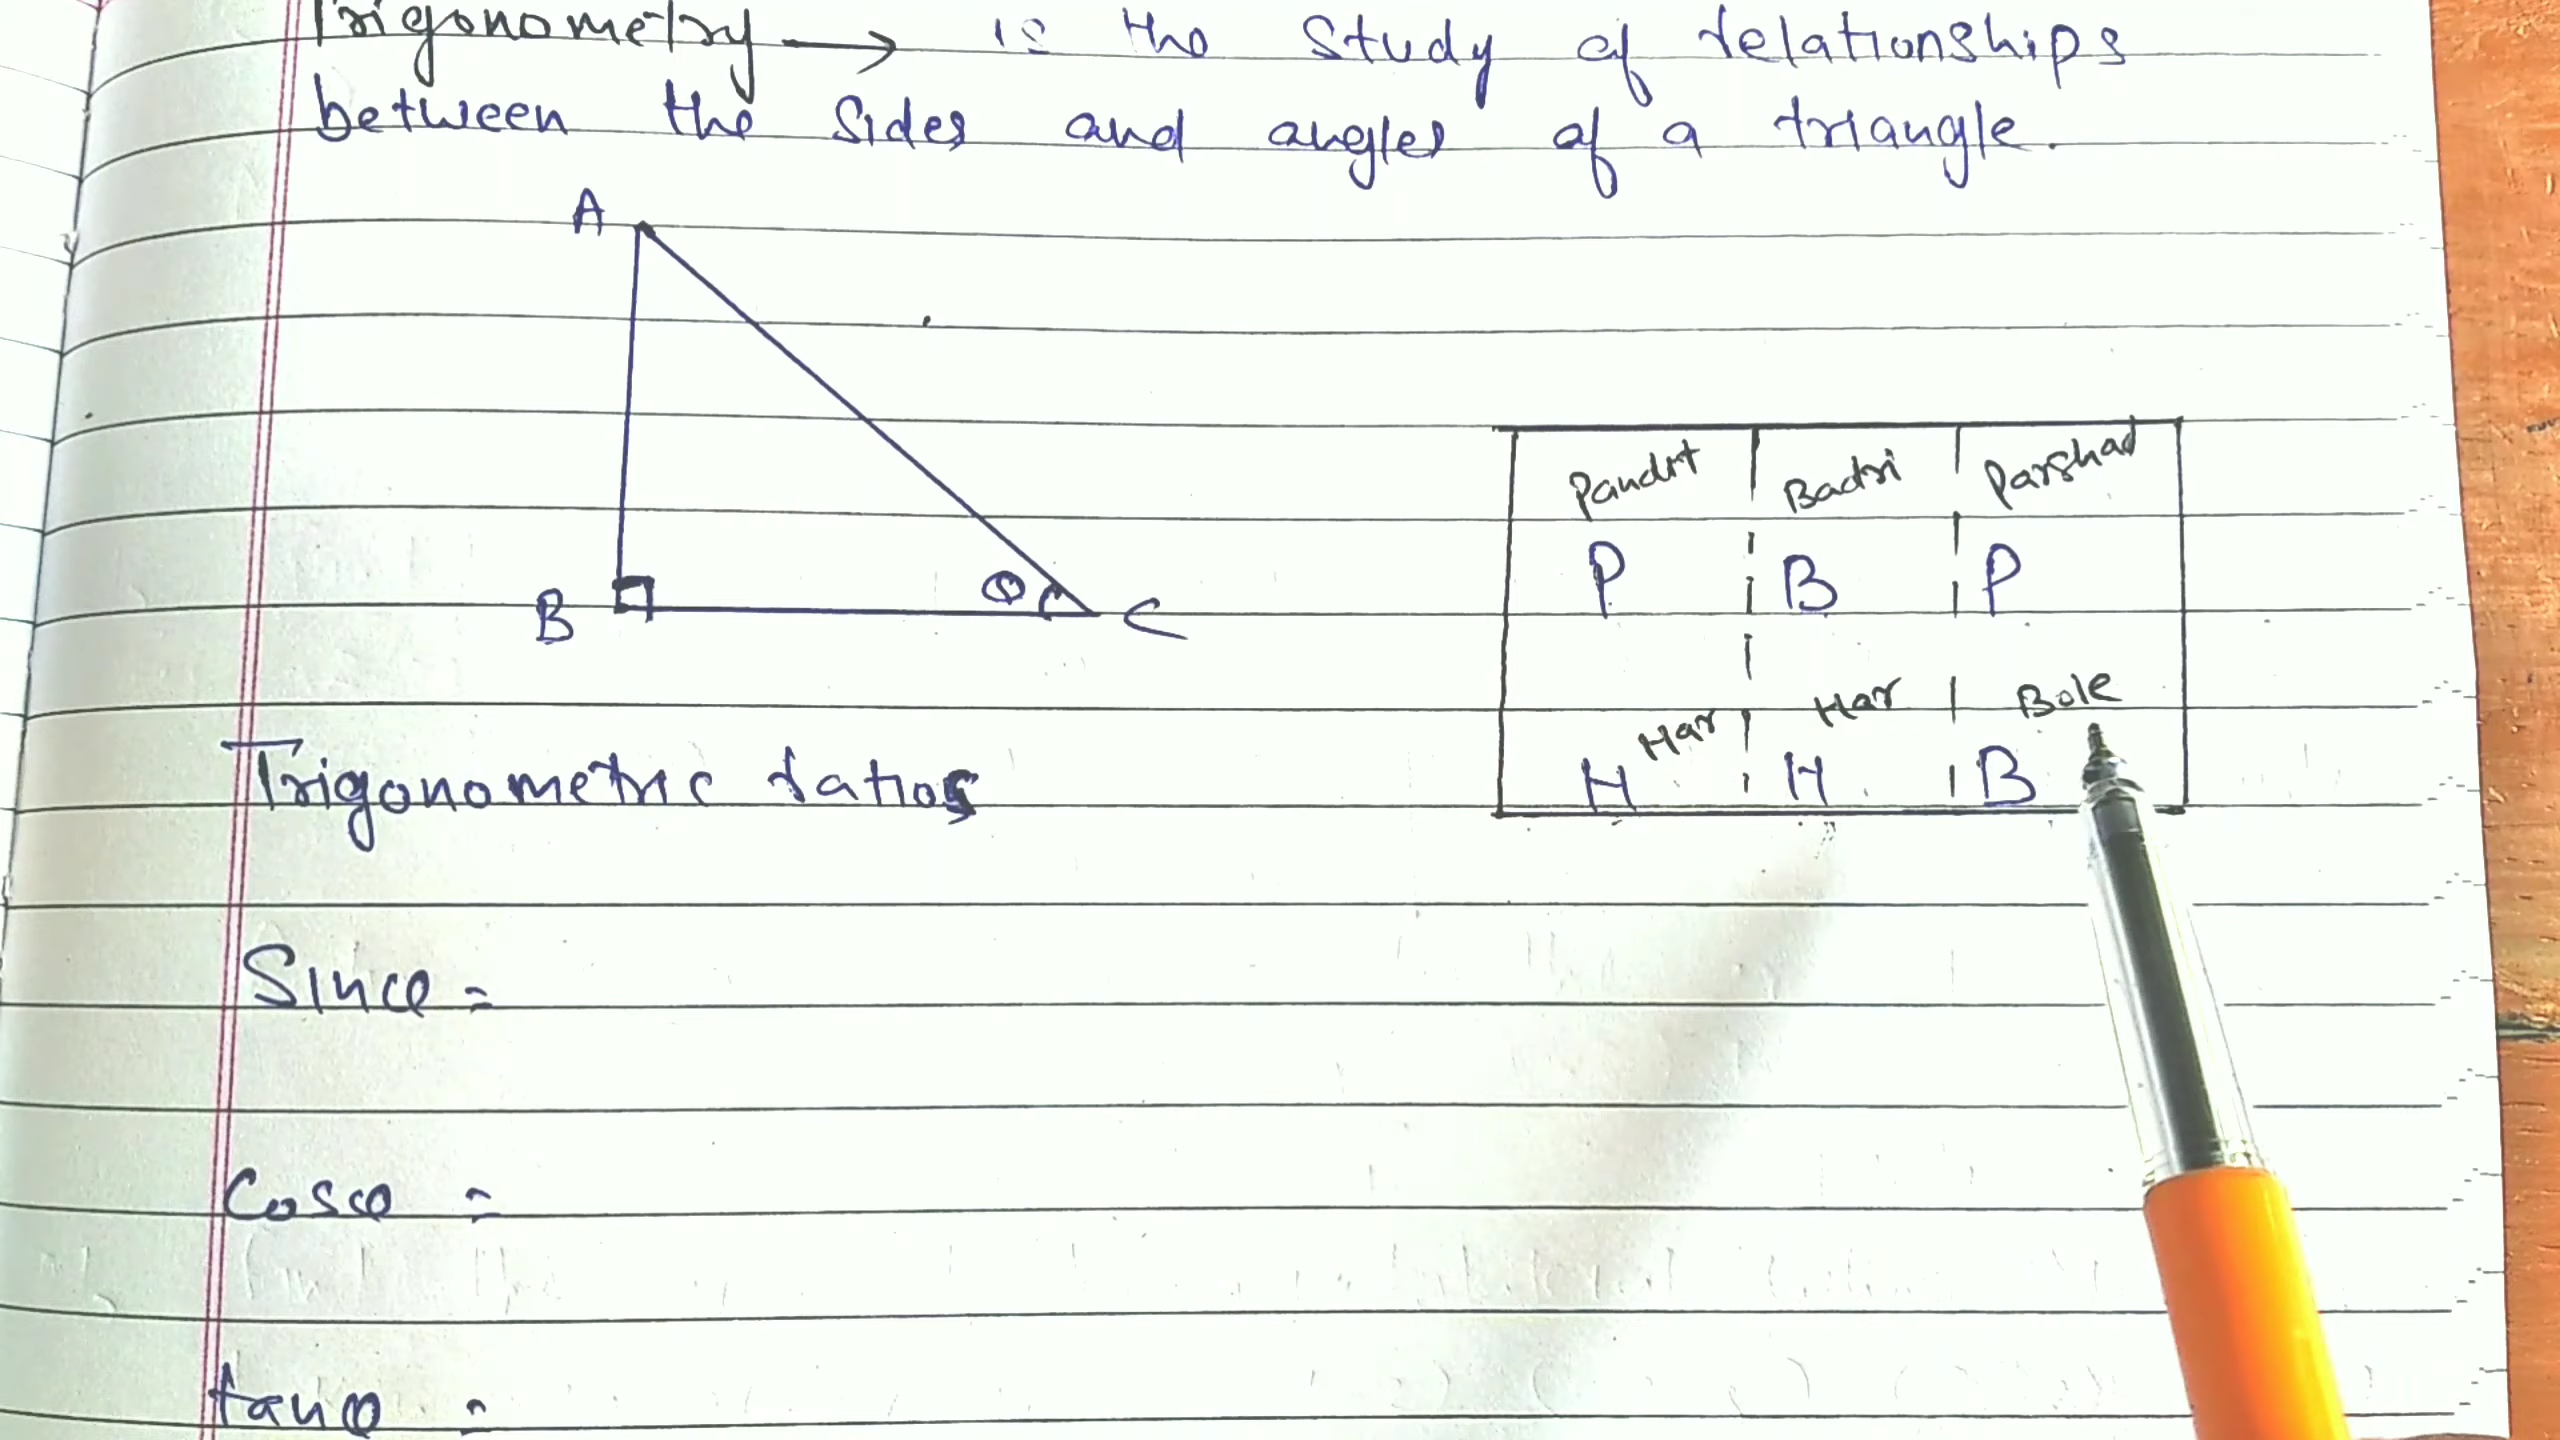 Trigonometry → is the study of relationships
between the sides and angles of a triangle.
A
B
θ
C
Pandit Badri Parshad
P B P
Har Har Bole
H H B
Trigonometric ratios
Sinθ =
Cosθ =
tanθ =